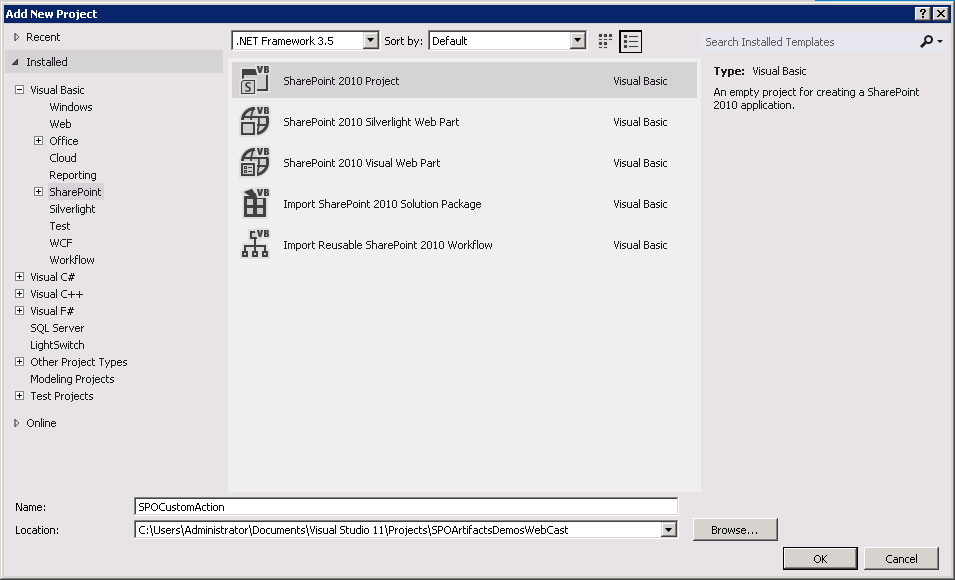 Add New Project
Recent
Installed
Visual Basic
Windows
Web
Office
Cloud
Reporting
SharePoint
Silverlight
Test
WCF
Workflow
Visual C#
Visual C++
Visual F#
SQL Server
LightSwitch
Other Project Types
Modeling Projects
Test Projects
Online
.NET Framework 3.5 Sort by: Default
VB SharePoint 2010 Project Visual Basic
VB SharePoint 2010 Silverlight Web Part Visual Basic
VB SharePoint 2010 Visual Web Part Visual Basic
VB Import SharePoint 2010 Solution Package Visual Basic
VB Import Reusable SharePoint 2010 Workflow Visual Basic
Search Installed Templates
Type: Visual Basic
An empty project for creating a SharePoint
2010 application.
Name: SPOCustomAction
Location: C:\Users\Administrator\Documents\Visual Studio 11\Projects\SPOArtifactsDemosWebCast Browse...
OK Cancel